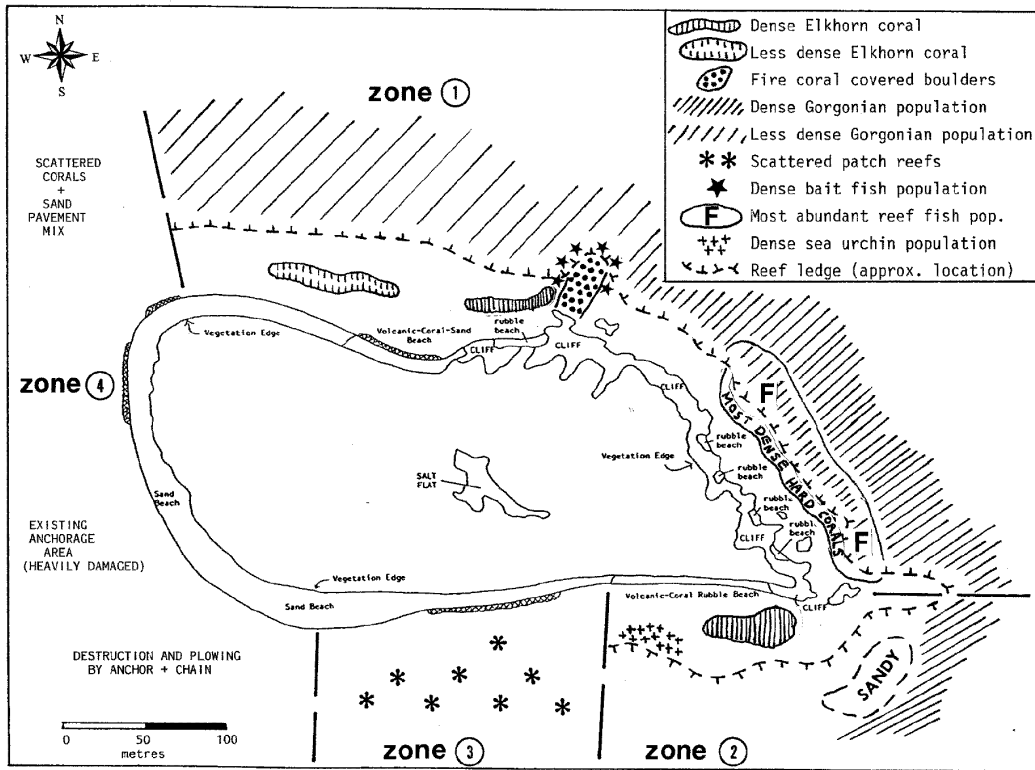 N
W E
S
zone 1
Dense Elkhorn coral
Less dense Elkhorn coral
Fire coral covered boulders
Dense Gorgonian population
Less dense Gorgonian population
Scattered patch reefs
Dense bait fish population
F Most abundant reef fish pop.
Dense sea urchin population
Reef ledge (approx. location)
SCATTERED
CORALS
+
SAND
PAVEMENT
MIX
Vegetation Edge
Volcanic-Coral-Sand
Beach
rubble
beach
CLIFF
CLIFF
CLIFF
zone 4
F
MOST DENSE HARD CORALS
rubble
beach
Vegetation Edge
rubble
beach
SALT
FLAT
Sand
Beach
rubbl
beach
rubbl
beach
CLIFF
F
EXISTING
ANCHORAGE
AREA
(HEAVILY DAMAGED)
Vegetation Edge
Sand Beach
Volcanic-Coral Rubble Beach
CLIFF
DESTRUCTION AND PLOWING
BY ANCHOR + CHAIN
SANDY
0 50 100
metres
zone 3
zone 2